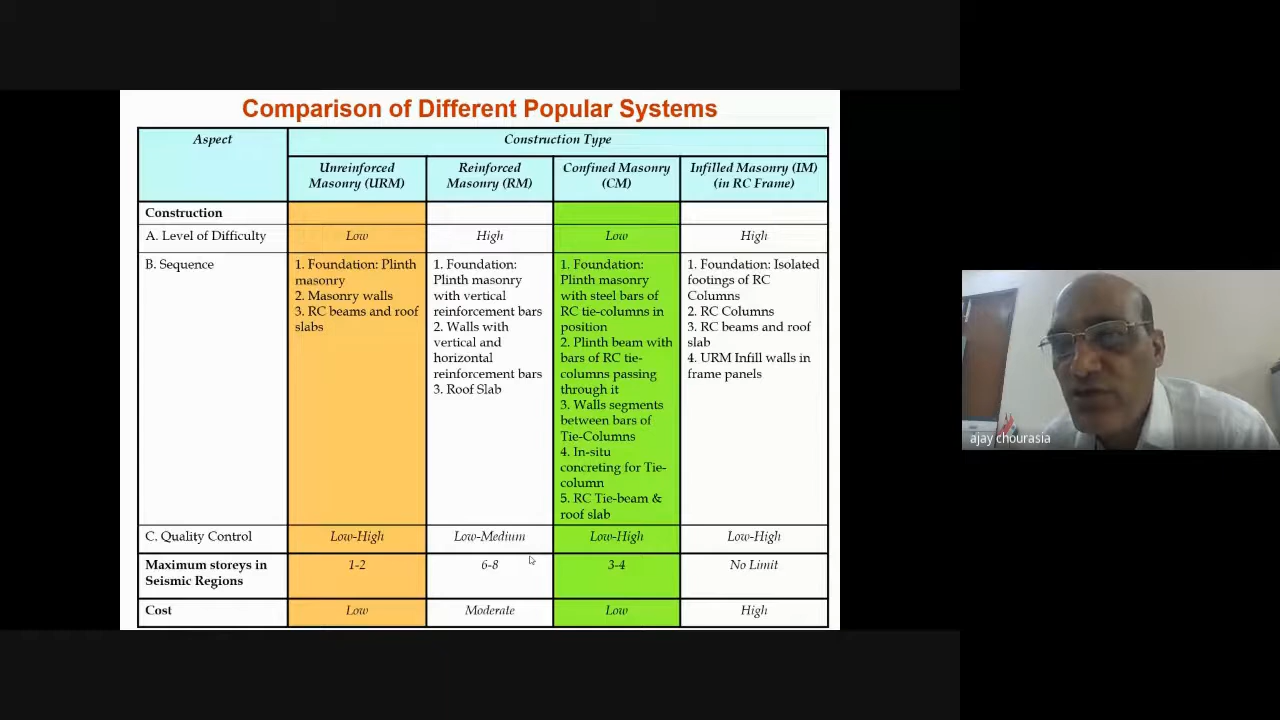 Comparison of Different Popular Systems
Aspect
Construction Type
Unreinforced
Masonry (URM)
Reinforced
Masonry (RM)
Confined Masonry
(CM)
Infilled Masonry (IM)
(in RC Frame)
Construction
A. Level of Difficulty
Low
High
Low
High
B. Sequence
1. Foundation: Plinth
masonry
2. Masonry walls
3. RC beams and roof
slabs
1. Foundation:
Plinth masonry
with vertical
reinforcement bars
2. Walls with
vertical and
horizontal
reinforcement bars
3. Roof Slab
1. Foundation:
Plinth masonry
with steel bars of
RC tie-columns in
position
2. Plinth beam with
bars of RC tie-
columns passing
through it
3. Walls segments
between bars of
Tie-Columns
4. In-situ
concreting for Tie-
column
5. RC Tie-beam &
roof slab
1. Foundation: Isolated
footings of RC
Columns
2. RC Columns
3. RC beams and roof
slab
4. URM Infill walls in
frame panels
C. Quality Control
Low-High
Low-Medium
Low-High
Low-High
Maximum storeys in
Seismic Regions
1-2
6-8
3-4
No Limit
Cost
Low
Moderate
Low
High
ajay chourasia